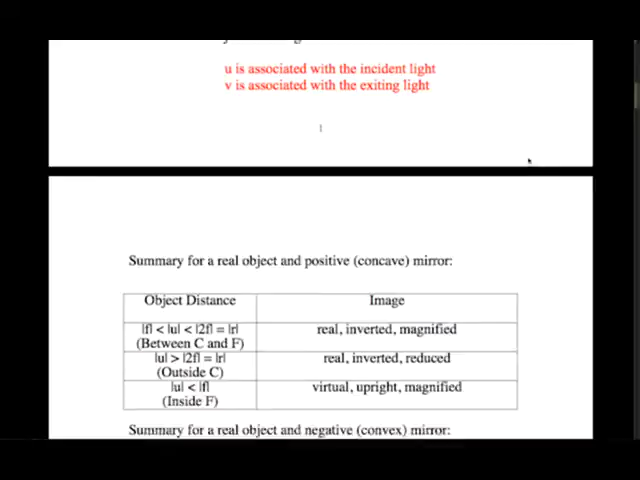 u is associated with the incident light
v is associated with the exiting light
1
Summary for a real object and positive (concave) mirror:
Object Distance Image
|f| < |u| < |2f| = |r| real, inverted, magnified
(Between C and F)
|u| > |2f| = |r| real, inverted, reduced
(Outside C)
|u| < |f| virtual, upright, magnified
(Inside F)
Summary for a real object and negative (convex) mirror: